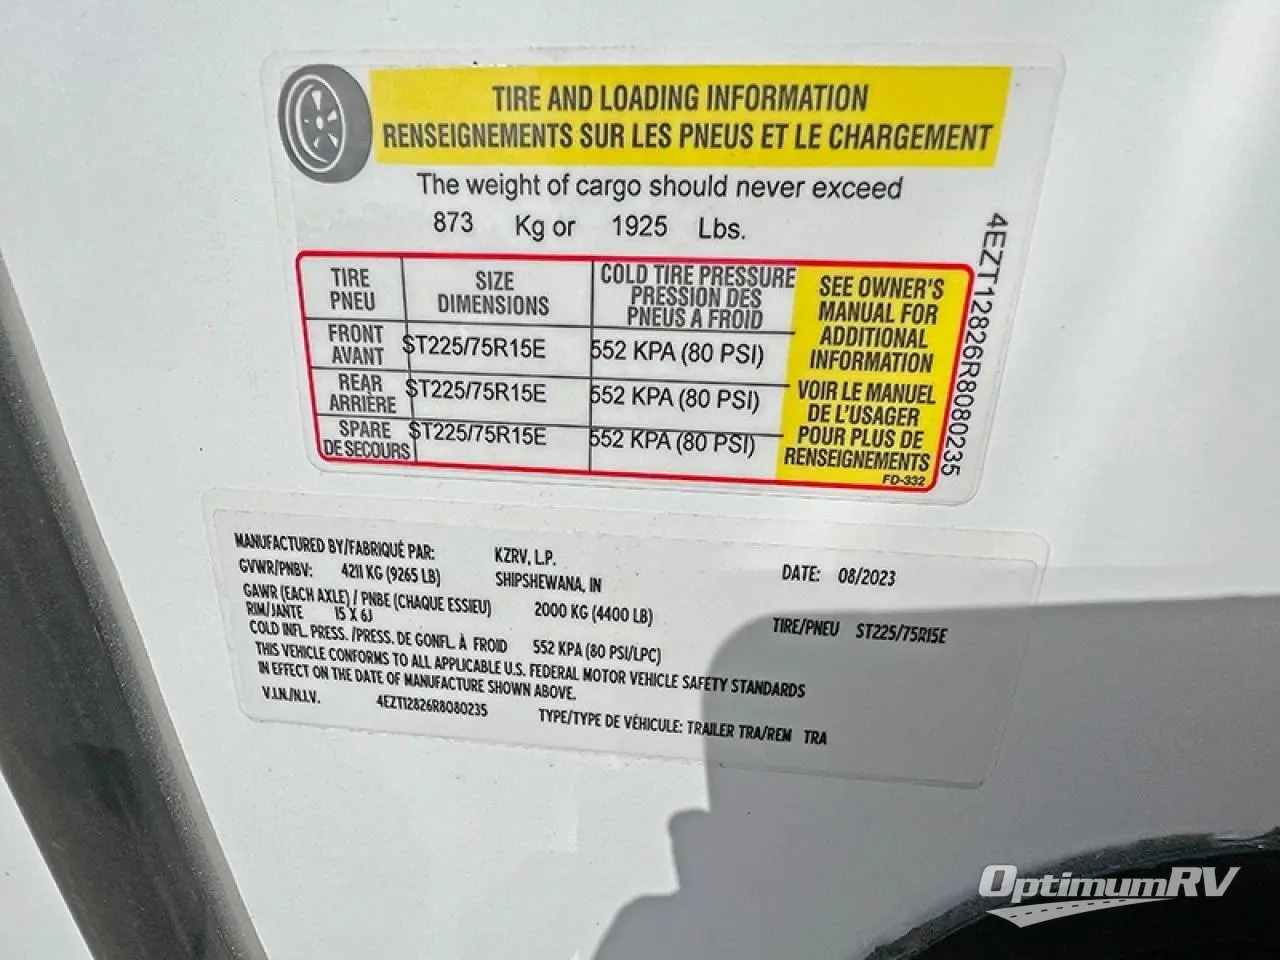 TIRE AND LOADING INFORMATION
RENSEIGNEMENTS SUR LES PNEUS ET LE CHARGEMENT
The weight of cargo should never exceed
873 Kg or 1925 Lbs.
TIRE PNEU SIZE DIMENSIONS COLD TIRE PRESSURE PRESSION DES PNEUS A FROID
FRONT AVANT ST225/75R15E 552 KPA (80 PSI)
REAR ARRIÈRE ST225/75R15E 552 KPA (80 PSI)
SPARE DE SECOURS ST225/75R15E 552 KPA (80 PSI)
SEE OWNER'S
MANUAL FOR
ADDITIONAL
INFORMATION
VOIR LE MANUEL
DE L'USAGER
POUR PLUS DE
RENSEIGNEMENTS
FD-332
4EZT12826R8080235
MANUFACTURED BY/FABRIQUÉ PAR: KZRV, L.P.
SHIPSHEWANA, IN
DATE: 08/2023
GVWR/PNBV: 4211 KG (9265 LB)
GAWR (EACH AXLE) / PNBE (CHAQUE ESSIEU) 2000 KG (4400 LB)
TIRE/PNEU ST225/75R15E
RIM/JANTE 15 X 6J
COLD INFL. PRESS. /PRESS. DE GONFL. À FROID 552 KPA (80 PSI/LPC)
THIS VEHICLE CONFORMS TO ALL APPLICABLE U.S. FEDERAL MOTOR VEHICLE SAFETY STANDARDS
IN EFFECT ON THE DATE OF MANUFACTURE SHOWN ABOVE.
V.I.N./N.I.V. 4EZT12826R8080235 TYPE/TYPE DE VÉHICULE: TRAILER TRA/REM TRA
OptimumRV